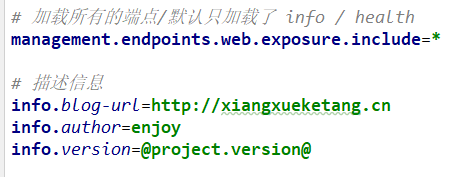 # 加载所有的端点/默认只加载了 info / health
management.endpoints.web.exposure.include=*
# 描述信息
info.blog-url=http://xiangxueketang.cn
info.author=enjoy
info.version=@project.version@